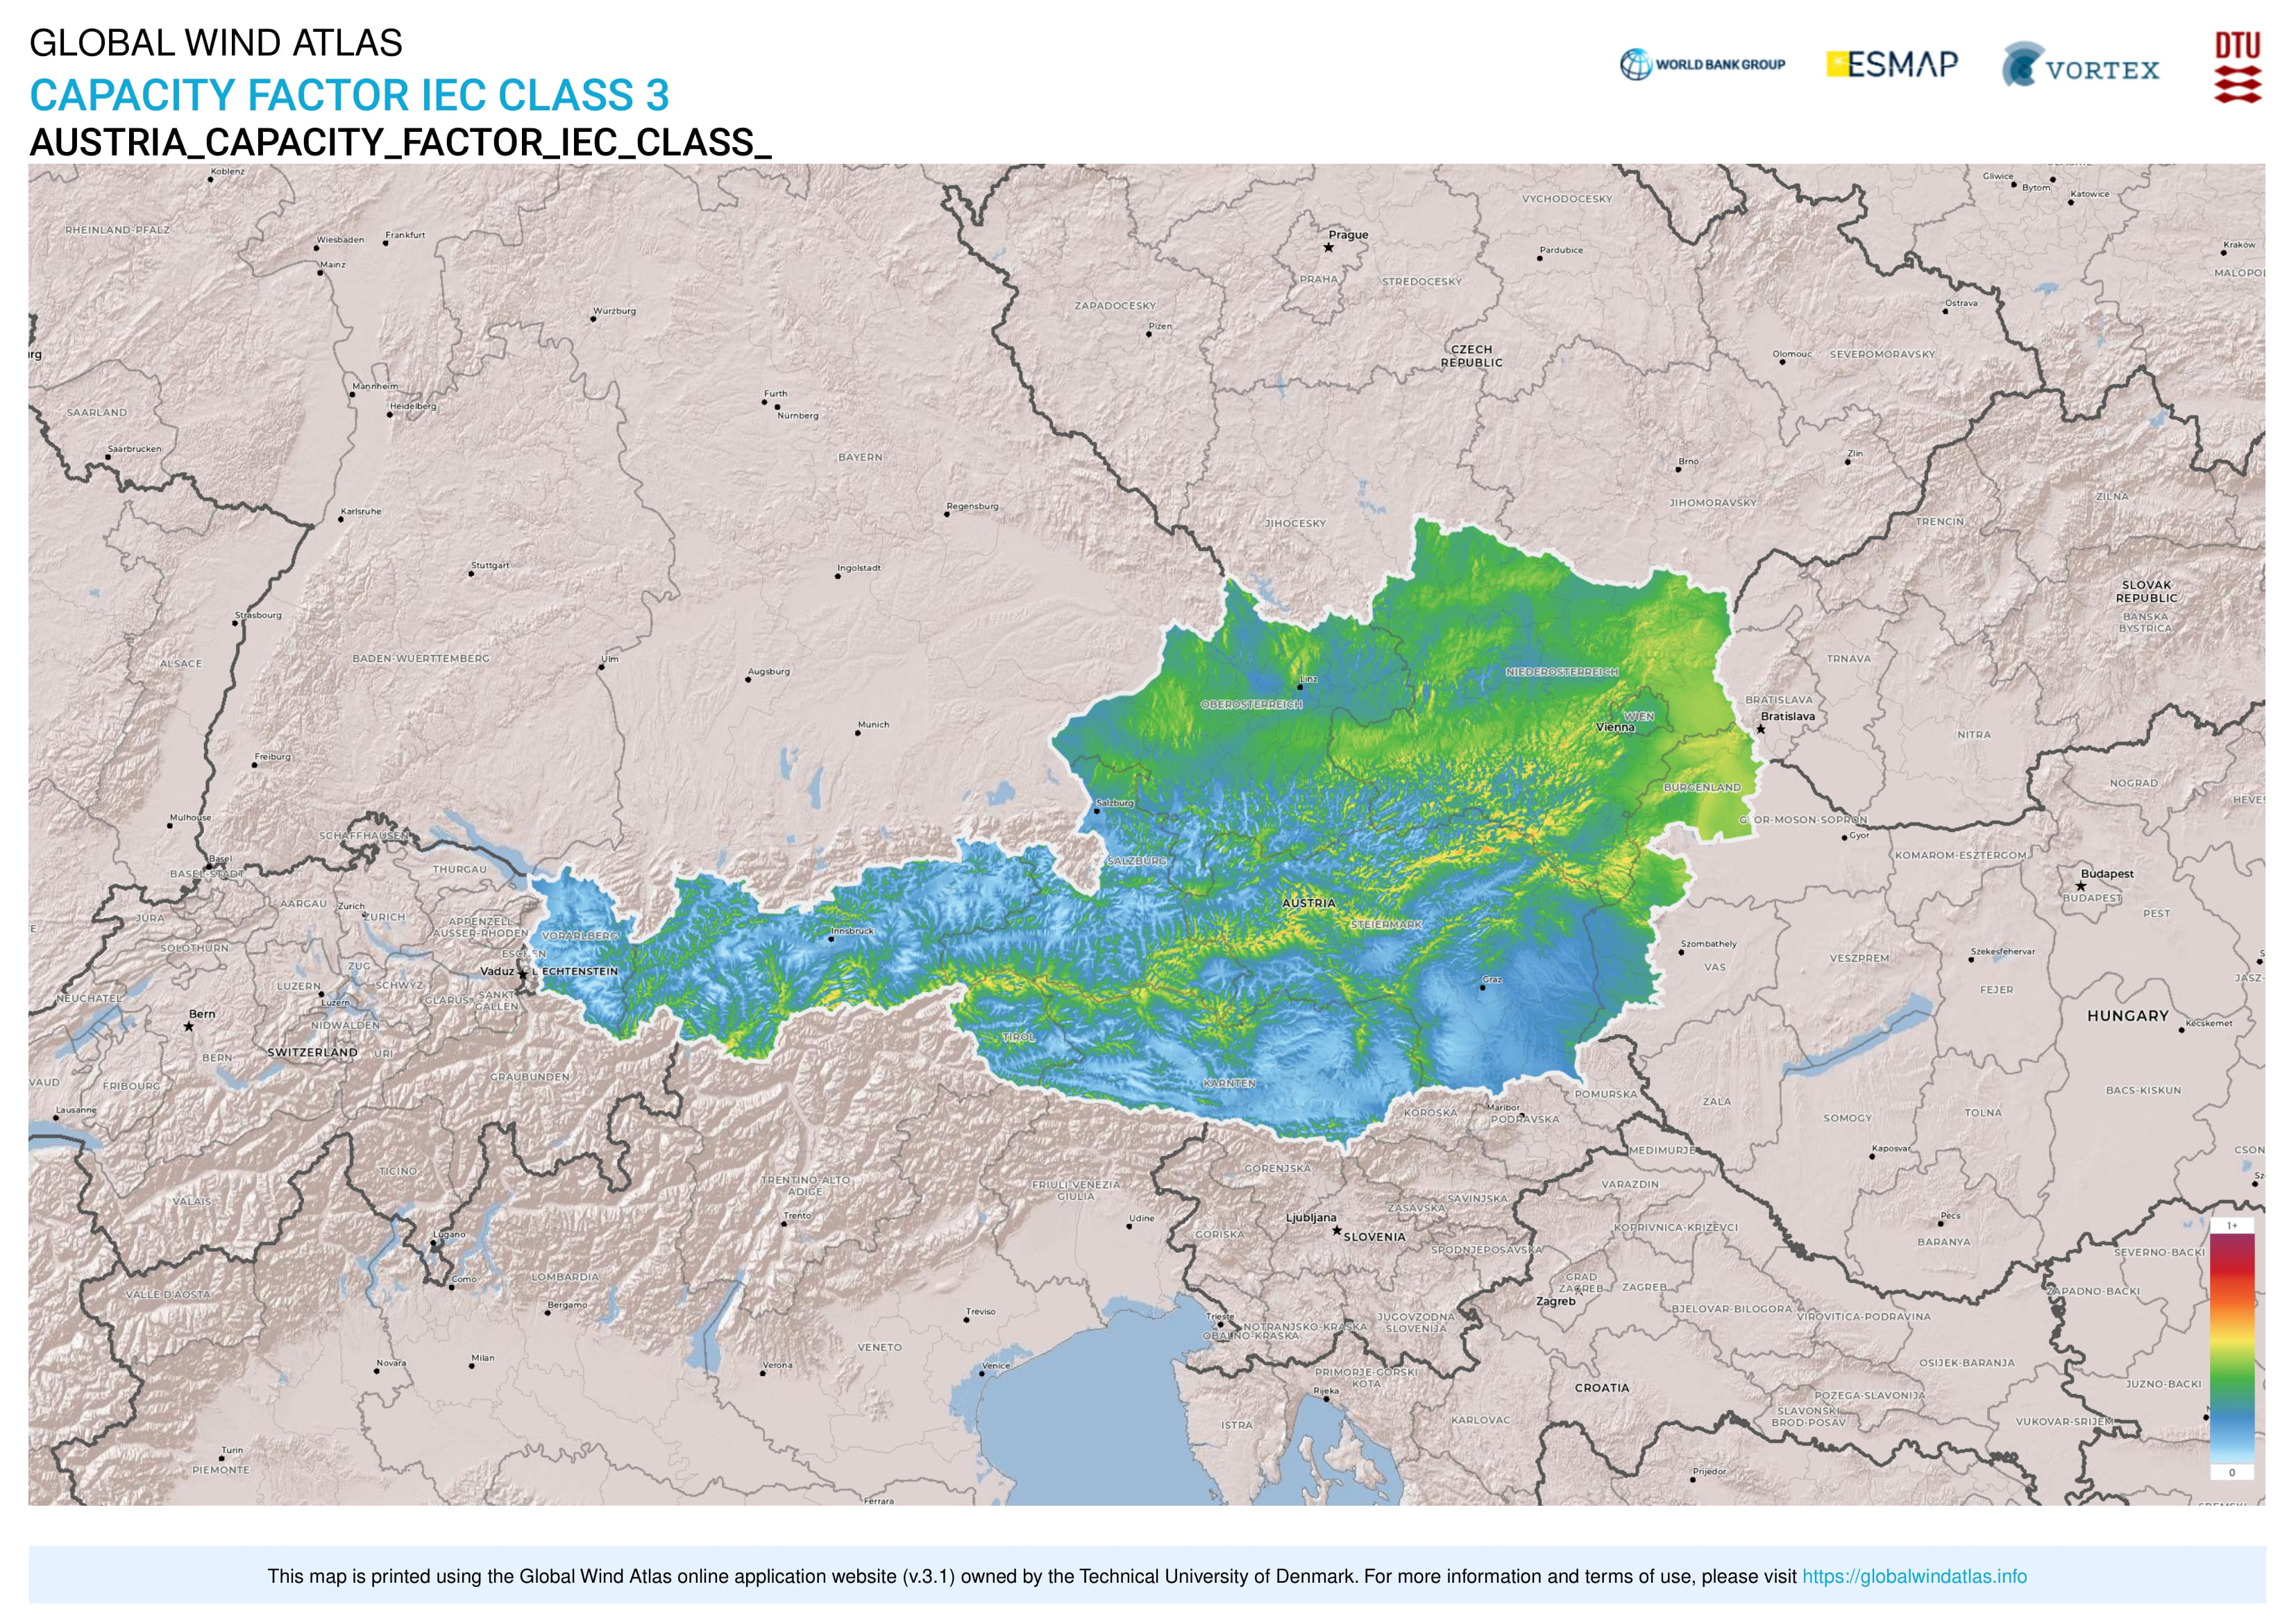 GLOBAL WIND ATLAS
CAPACITY FACTOR IEC CLASS 3
AUSTRIA_CAPACITY_FACTOR_IEC_CLASS_
WORLD BANK GROUP
ESMAP
VORTEX
DTU
Koblenz
RHEINLAND-PFALZ
Wiesbaden
Frankfurt
Mainz
Wurzburg
Mannheim
Heidelberg
SAARLAND
Saarbrucken
Furth
Nürnberg
BAYERN
Karlsruhe
Regensburg
Stuttgart
Ingolstadt
Strasbourg
ALSACE
BADEN-WUERTTEMBERG
Ulm
Augsburg
Munich
Freiburg
Mulhouse
VYCHODOCESKY
Prague
PRAHA
STREDOCESKY
Pardubice
ZAPADOCESKY
Plzen
CZECH
REPUBLIC
Gliwice
Bytom
Katowice
Kraków
Ostrava
Olomouc
SEVEROMORAVSKY
Brno
Zlin
JIHOMORAVSKY
JIHOCESKY
ZILNA
TRENCIN
SLOVAK
REPUBLIC
BANSKA
BYSTRICA
TRNAVA
BRATISLAVA
Bratislava
NITRA
NOGRAD
NIEDEROSTERREICH
Linz
OBEROSTERREICH
WIEN
Vienna
BURGENLAND
Salzburg
SALZBURG
Gyor
KOMAROM-ESZTERGOM
Budapest
BUDAPEST
PEST
SCHAFFHAUSEN
Basel
BASEL-STADT
THURGAU
AARGAU
Zurich
ZURICH
JURA
APPENZELL
AUSSER-RHODEN
SOLOTHURN
VORARLBERG
Innsbruck
AUSTRIA
STEIERMARK
Vaduz
LIECHTENSTEIN
ZUG
LUZERN
Luzern
SCHWYZ
GLARUS
SANKT
GALLEN
NEUCHATEL
Bern
NIDWALDEN
BERN
SWITZERLAND
URI
GRAUBUNDEN
VAUD
FRIBOURG
Lausanne
Graz
TIROL
KARNTEN
Szombathely
VAS
VESZPREM
Szekesfehervar
FEJER
HUNGARY
Kecskemet
BACS-KISKUN
KOROSKA
Maribor
PODRAVSKA
POMURSKA
ZALA
SOMOGY
TOLNA
Kaposvar
MEDIMURJE
TICINO
VALAIS
TRENTINO-ALTO
ADIGE
Trento
FRIULI-VENEZIA
GIULIA
Udine
GORENJSKA
SAVINJSKA
ZASAVSKA
VARAZDIN
Ljubljana
GORISKA
SLOVENIA
SPODNJEPOSAVSKA
KOPRIVNICA-KRIZEVCI
Pecs
BARANYA
SEVERNO-BACKI
ZAPADNO-BACKI
Lugano
Como
LOMBARDIA
Bergamo
VALLE D'AOSTA
GRAD
ZAGREB
ZAGREB
Zagreb
BJELOVAR-BILOGORA
VIROVITICA-PODRAVINA
Treviso
Trieste
NOTRANJSKO-KRASKA
OBALNO-KRASKA
JUGOVZODNA
SLOVENIJA
VENETO
Novara
Milan
Verona
Venice
PRIMORJE-GORSKI
KOTA
Rijeka
CROATIA
OSIJEK-BARANJA
POZEGA-SLAVONIJA
JUZNO-BACKI
SLAVONSKI
BROD-POSAV
VUKOVAR-SRIJEM
ISTRA
KARLOVAC
Turin
PIEMONTE
Prijedor
Ferrara
1+
0
This map is printed using the Global Wind Atlas online application website (v.3.1) owned by the Technical University of Denmark. For more information and terms of use, please visit https://globalwindatlas.info